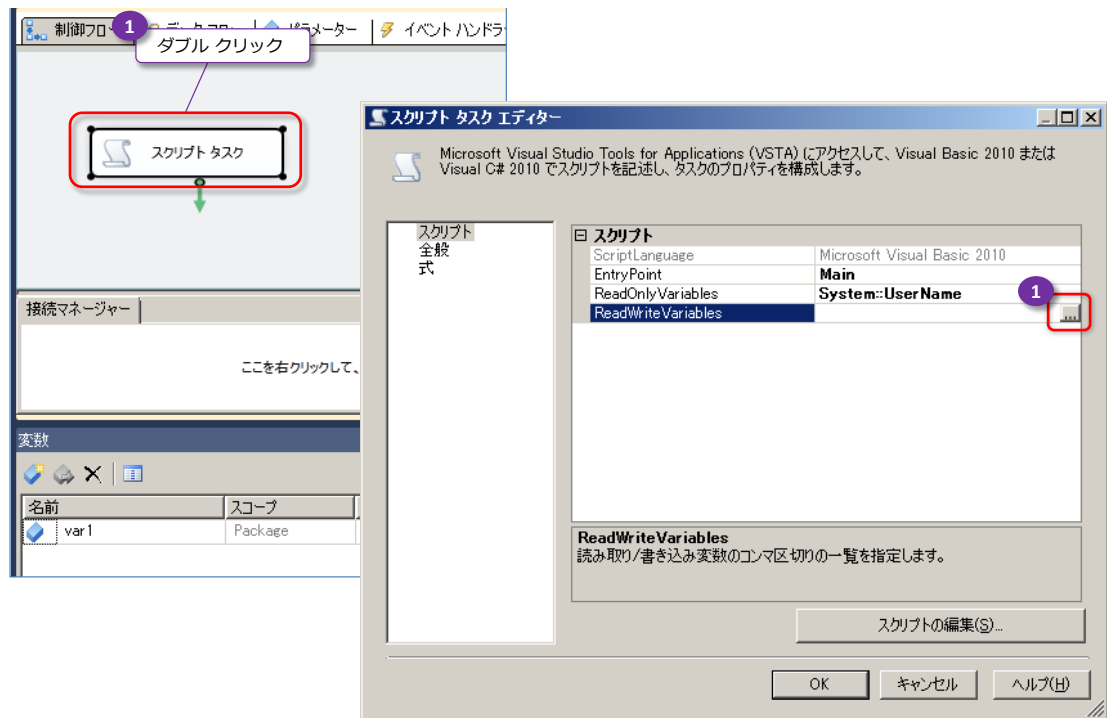 制御フロー
1
パラメーター
イベント ハンドラ
ダブル クリック
スクリプト タスク
接続マネージャー
ここを右クリックして、
変数
名前 スコープ
var1 Package
スクリプト タスク エディター
Microsoft Visual Studio Tools for Applications (VSTA) にアクセスして、Visual Basic 2010 または
Visual C# 2010 でスクリプトを記述し、タスクのプロパティを構成します。
スクリプト
全般
式
スクリプト
ScriptLanguage Microsoft Visual Basic 2010
EntryPoint Main
ReadOnlyVariables System::UserName
1
ReadWriteVariables ...
ReadWriteVariables
読み取り/書き込み変数のコンマ区切りの一覧を指定します。
スクリプトの編集(S)...
OK キャンセル ヘルプ(H)